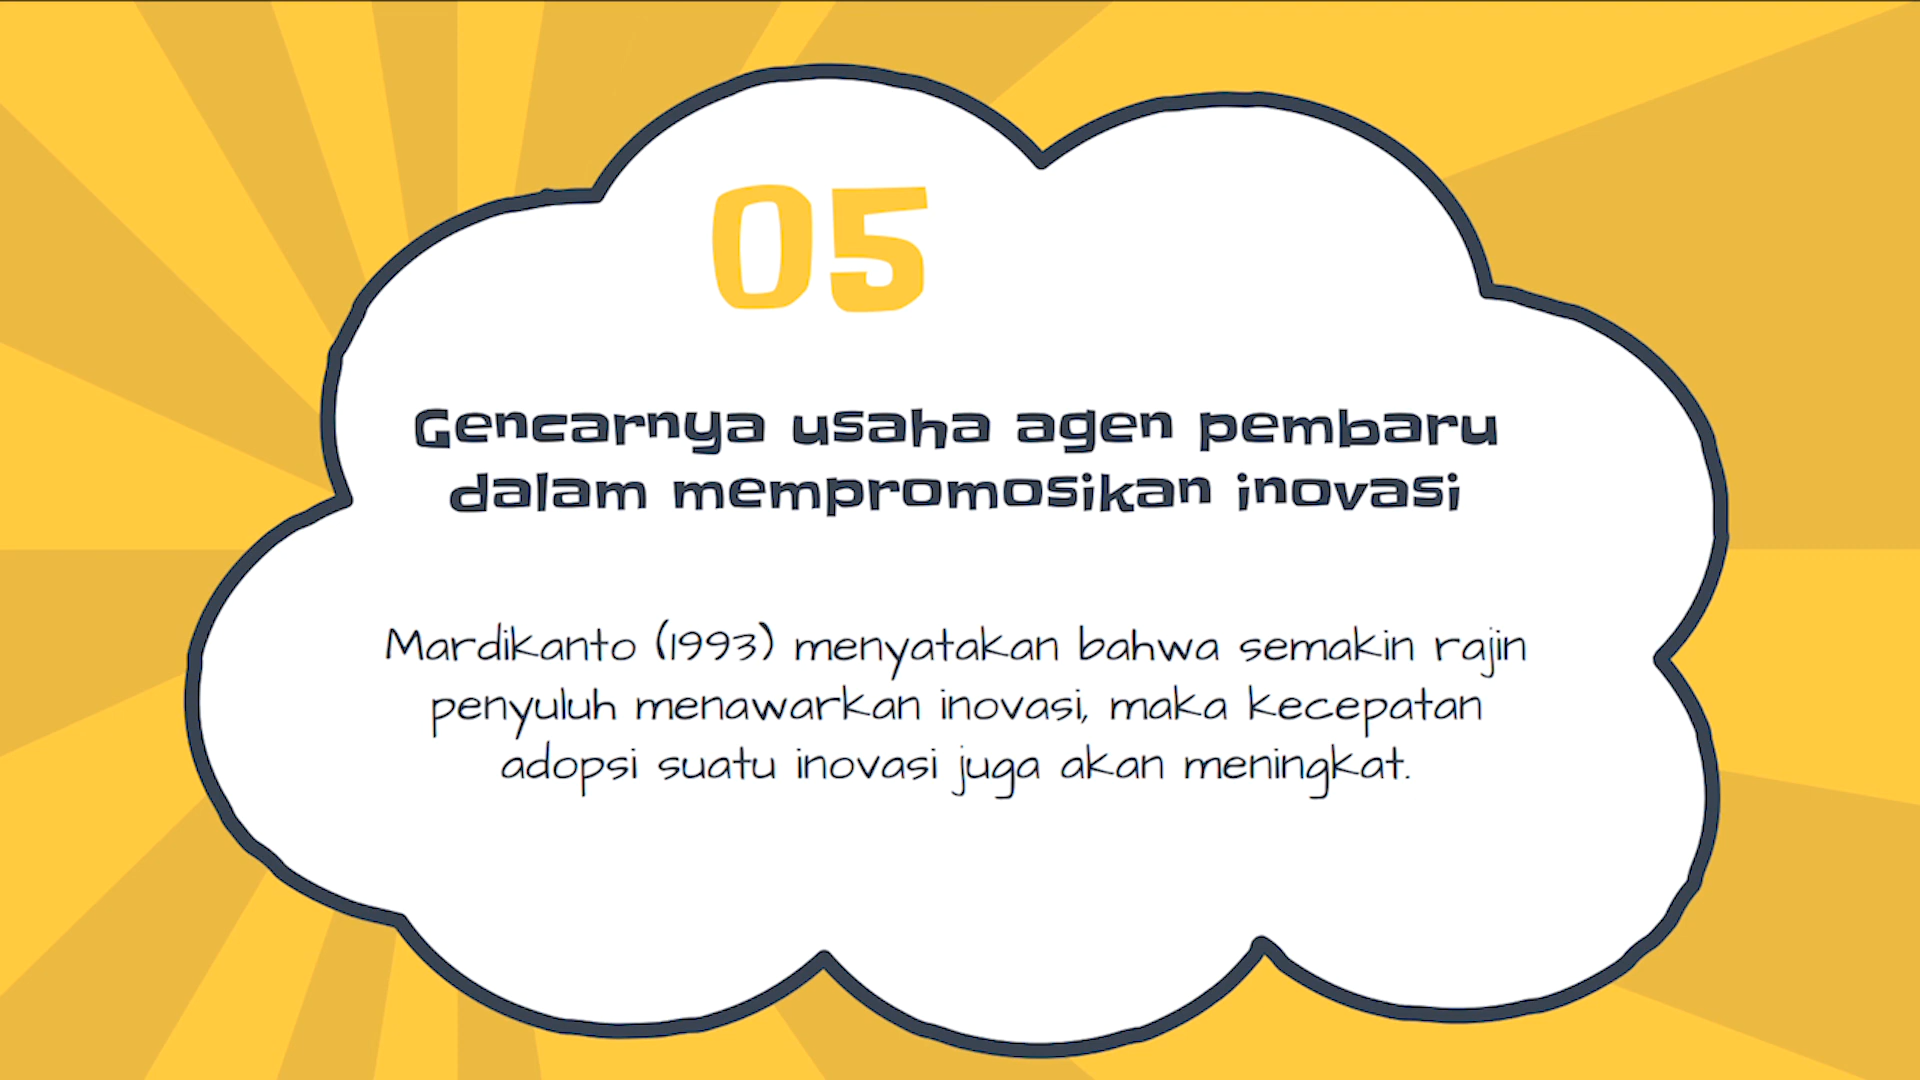 05
Gencarnya usaha agen pembaru
dalam mempromosikan inovasi
Mardikanto (1993) menyatakan bahwa semakin rajin
penyuluh menawarkan inovasi, maka kecepatan
adopsi suatu inovasi juga akan meningkat.